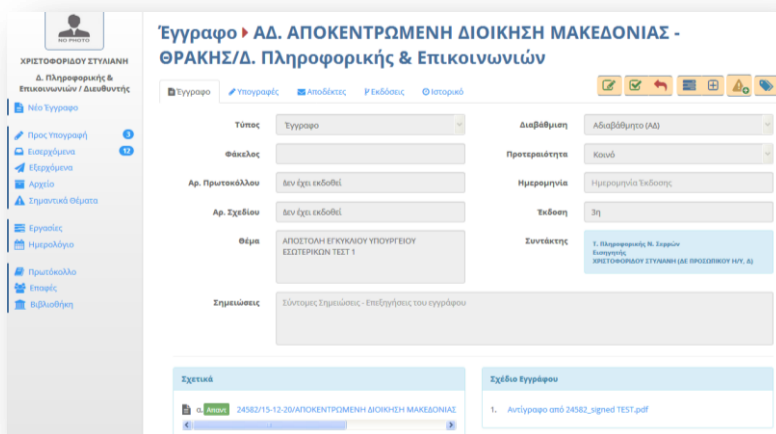 NO PHOTO
ΧΡΙΣΤΟΦΟΡΙΔΟΥ ΣΤΥΛΙΑΝΗ
Δ. Πληροφορικής &
Επικοινωνιών / Διευθυντής
Νέο Έγγραφο
Προς Υπογραφή 3
Εισερχόμενα 12
Εξερχόμενα
Αρχείο
Σημαντικά Θέματα
Εργασίες
Ημερολόγιο
Πρωτόκολλο
Επαφές
Βιβλιοθήκη
Έγγραφο ▸ ΑΔ. ΑΠΟΚΕΝΤΡΩΜΕΝΗ ΔΙΟΙΚΗΣΗ ΜΑΚΕΔΟΝΙΑΣ -
ΘΡΑΚΗΣ/Δ. Πληροφορικής & Επικοινωνιών
Έγγραφο Υπογραφές Αποδέκτες Εκδόσεις Ιστορικό
Τύπος Έγγραφο Διαβάθμιση Αδιαβάθμητο (ΑΔ)
Φάκελος Προτεραιότητα Κοινό
Αρ. Πρωτοκόλλου Δεν έχει εκδοθεί Ημερομηνία Ημερομηνία Έκδοσης
Αρ. Σχεδίου Δεν έχει εκδοθεί Έκδοση 3η
Θέμα ΑΠΟΣΤΟΛΗ ΕΓΚΥΚΛΙΟΥ ΥΠΟΥΡΓΕΙΟΥ
ΕΣΩΤΕΡΙΚΩΝ ΤΕΣΤ 1
Συντάκτης Τ. Πληροφορικής Ν. Σερρών
Εισηγητής
ΧΡΙΣΤΟΦΟΡΙΔΟΥ ΣΤΥΛΙΑΝΗ (ΔΕ ΠΡΟΣΩΠΙΚΟΥ Η/Υ, Δ)
Σημειώσεις Σύντομες Σημειώσεις - Επεξηγήσεις του εγγράφου
Σχετικά
α. Απαντ 24582/15-12-20/ΑΠΟΚΕΝΤΡΩΜΕΝΗ ΔΙΟΙΚΗΣΗ ΜΑΚΕΔΟΝΙΑΣ
Σχέδιο Εγγράφου
1. Αντίγραφο από 24582_signed TEST.pdf